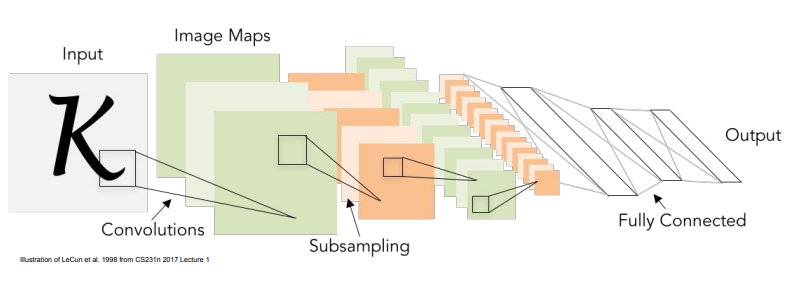 Image Maps
Input
K
Output
Convolutions
Fully Connected
Subsampling
Illustration of LeCun et al. 1998 from CS231n 2017 Lecture 1